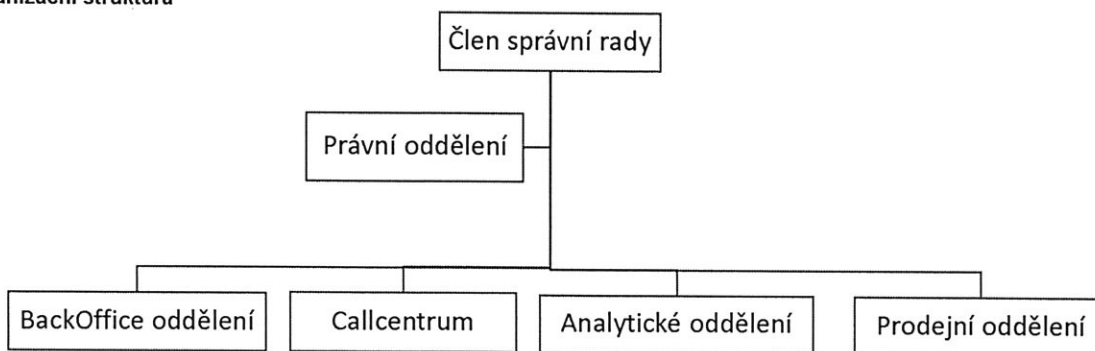 Člen správní rady
Právní oddělení
BackOffice oddělení
Callcentrum
Analytické oddělení
Prodejní oddělení